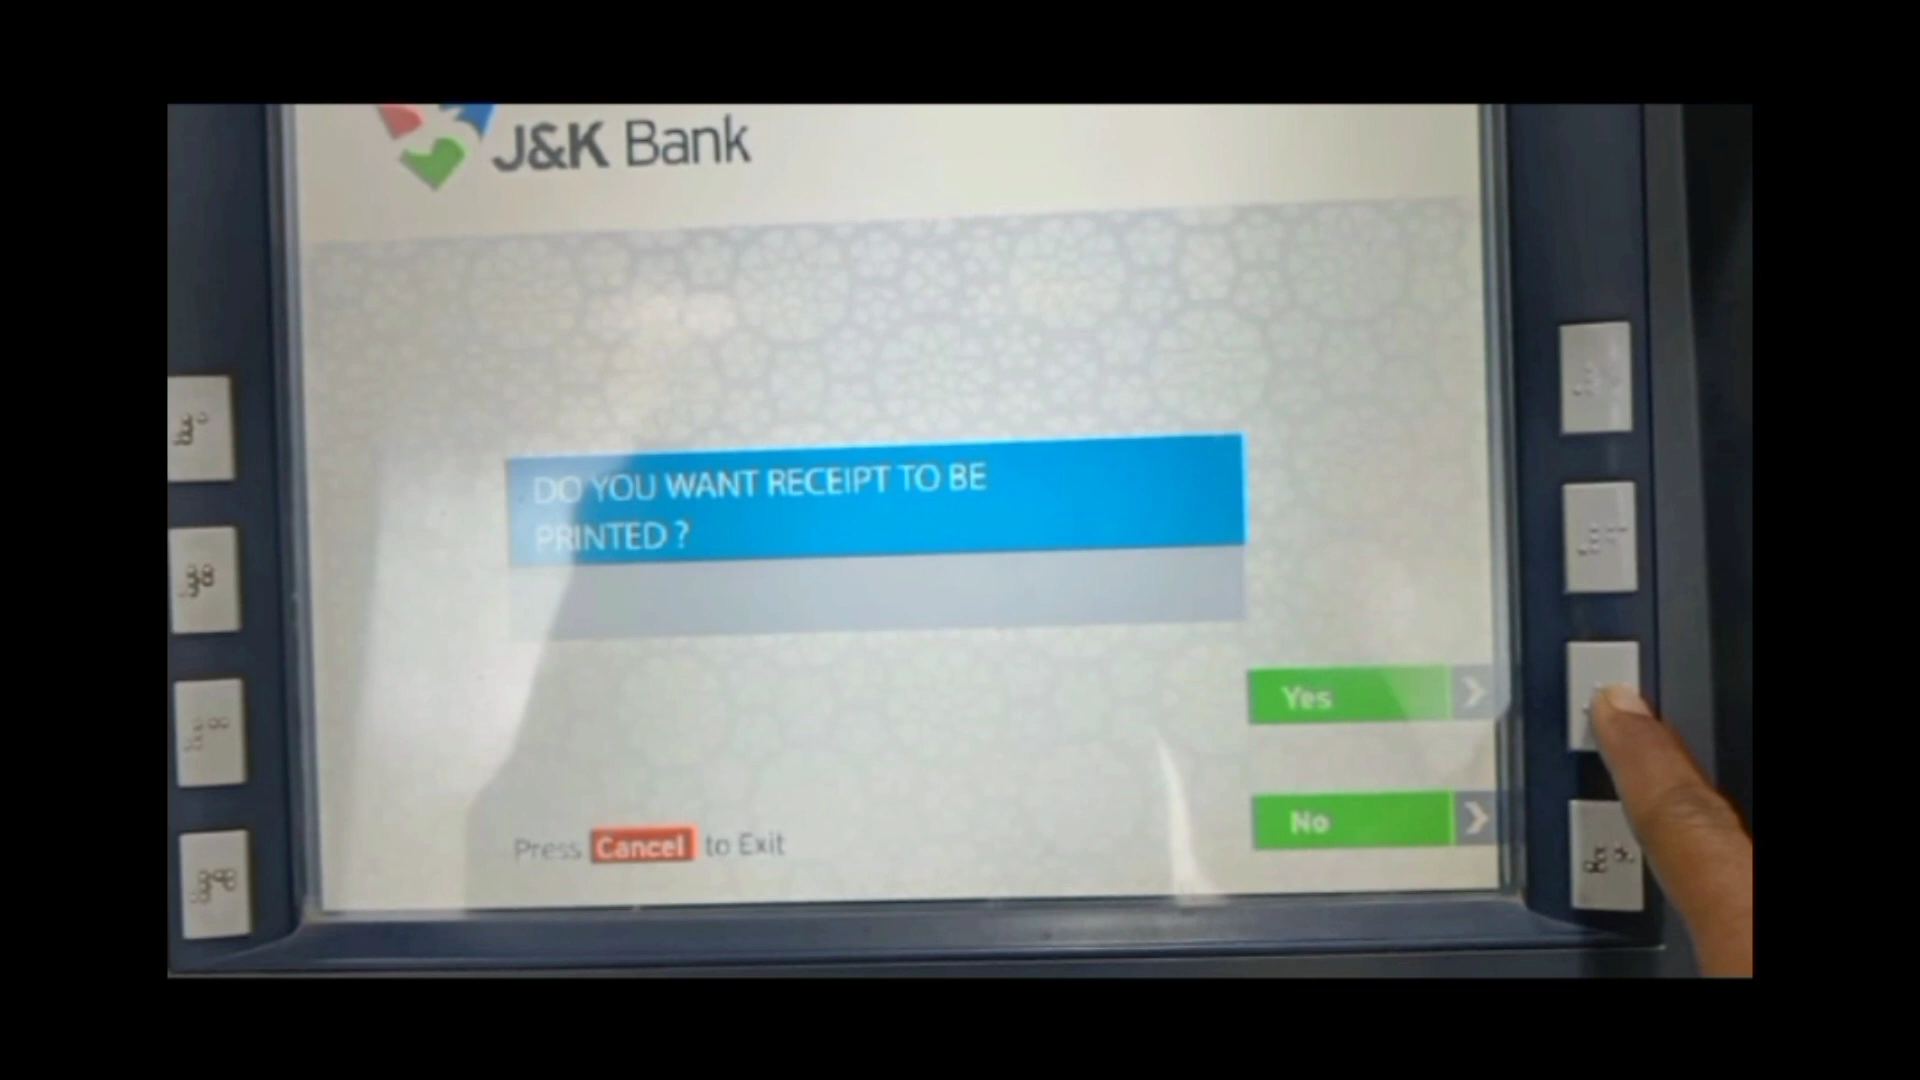 J&K Bank
DO YOU WANT RECEIPT TO BE
PRINTED ?
Yes
No
Press Cancel to Exit